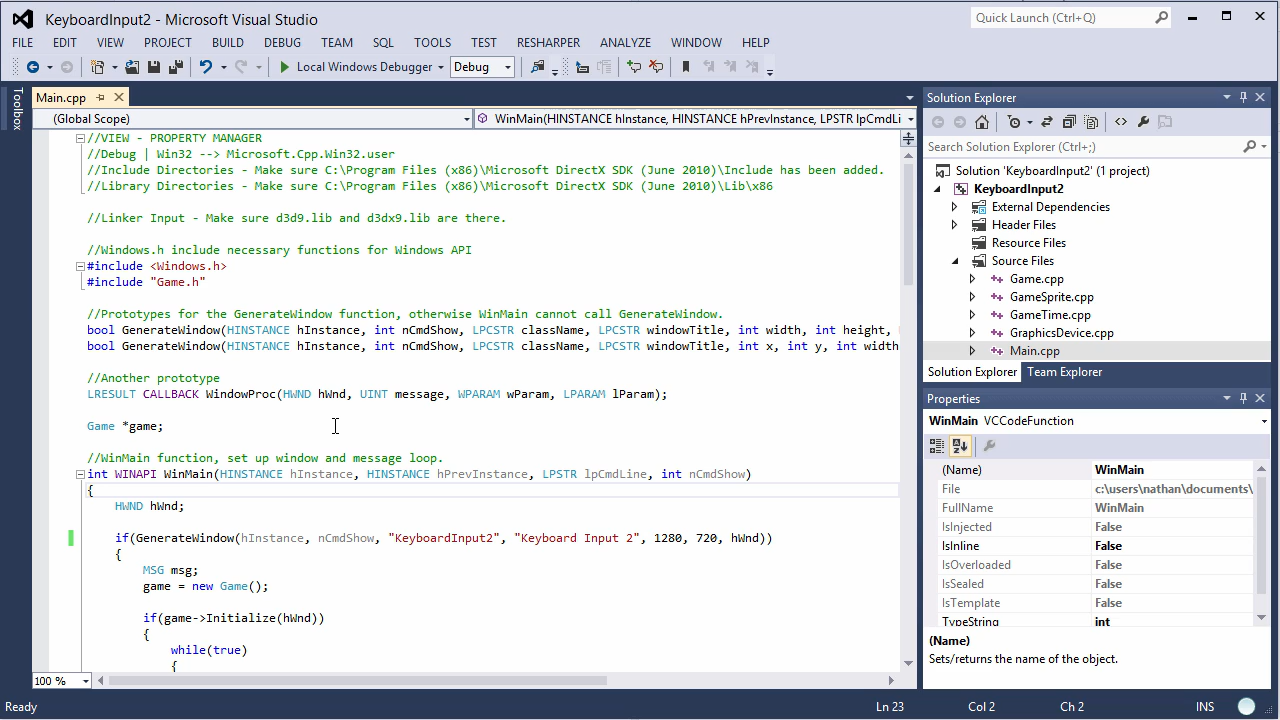 KeyboardInput2 - Microsoft Visual Studio
Quick Launch (Ctrl+Q)
FILE EDIT VIEW PROJECT BUILD DEBUG TEAM SQL TOOLS TEST RESHARPER ANALYZE WINDOW HELP
Local Windows Debugger Debug
Toolbox
Main.cpp
(Global Scope)
WinMain(HINSTANCE hInstance, HINSTANCE hPrevInstance, LPSTR lpCmdLi
//VIEW - PROPERTY MANAGER
//Debug | Win32 --> Microsoft.Cpp.Win32.user
//Include Directories - Make sure C:\Program Files (x86)\Microsoft DirectX SDK (June 2010)\Include has been added.
//Library Directories - Make sure C:\Program Files (x86)\Microsoft DirectX SDK (June 2010)\Lib\x86
//Linker Input - Make sure d3d9.lib and d3dx9.lib are there.
//Windows.h include necessary functions for Windows API
#include <Windows.h>
#include "Game.h"
//Prototypes for the GenerateWindow function, otherwise WinMain cannot call GenerateWindow.
bool GenerateWindow(HINSTANCE hInstance, int nCmdShow, LPCSTR className, LPCSTR windowTitle, int width, int height,
bool GenerateWindow(HINSTANCE hInstance, int nCmdShow, LPCSTR className, LPCSTR windowTitle, int x, int y, int width
//Another prototype
LRESULT CALLBACK WindowProc(HWND hWnd, UINT message, WPARAM wParam, LPARAM lParam);
Game *game;
//WinMain function, set up window and message loop.
int WINAPI WinMain(HINSTANCE hInstance, HINSTANCE hPrevInstance, LPSTR lpCmdLine, int nCmdShow)
{
HWND hWnd;
if(GenerateWindow(hInstance, nCmdShow, "KeyboardInput2", "Keyboard Input 2", 1280, 720, hWnd))
{
MSG msg;
game = new Game();
if(game->Initialize(hWnd))
{
while(true)
{
100 %
Solution Explorer
Search Solution Explorer (Ctrl+;)
Solution 'KeyboardInput2' (1 project)
KeyboardInput2
External Dependencies
Header Files
Resource Files
Source Files
Game.cpp
GameSprite.cpp
GameTime.cpp
GraphicsDevice.cpp
Main.cpp
Solution Explorer Team Explorer
Properties
WinMain VCCodeFunction
(Name) WinMain
File c:\users\nathan\documents\
FullName WinMain
IsInjected False
IsInline False
IsOverloaded False
IsSealed False
IsTemplate False
TypeString int
(Name)
Sets/returns the name of the object.
Ready Ln 23 Col 2 Ch 2 INS